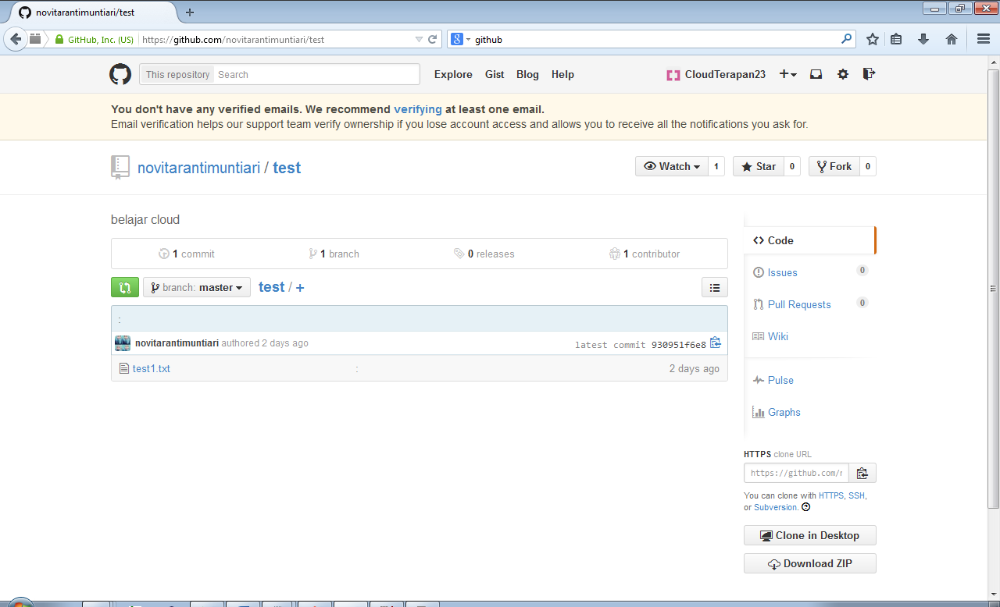 novitarantimuntiari/test
GitHub, Inc. (US) https://github.com/novitarantimuntiari/test
8 github
This repository Search Explore Gist Blog Help CloudTerapan23
You don't have any verified emails. We recommend verifying at least one email.
Email verification helps our support team verify ownership if you lose account access and allows you to receive all the notifications you ask for.
novitarantimuntiari / test
Watch 1 Star 0 Fork 0
belajar cloud
1 commit 1 branch 0 releases 1 contributor
branch: master test / +
:
novitarantimuntiari authored 2 days ago latest commit 930951f6e8
test1.txt : 2 days ago
Code
Issues 0
Pull Requests 0
Wiki
Pulse
Graphs
HTTPS clone URL
https://github.com/r
You can clone with HTTPS, SSH,
or Subversion.
Clone in Desktop
Download ZIP